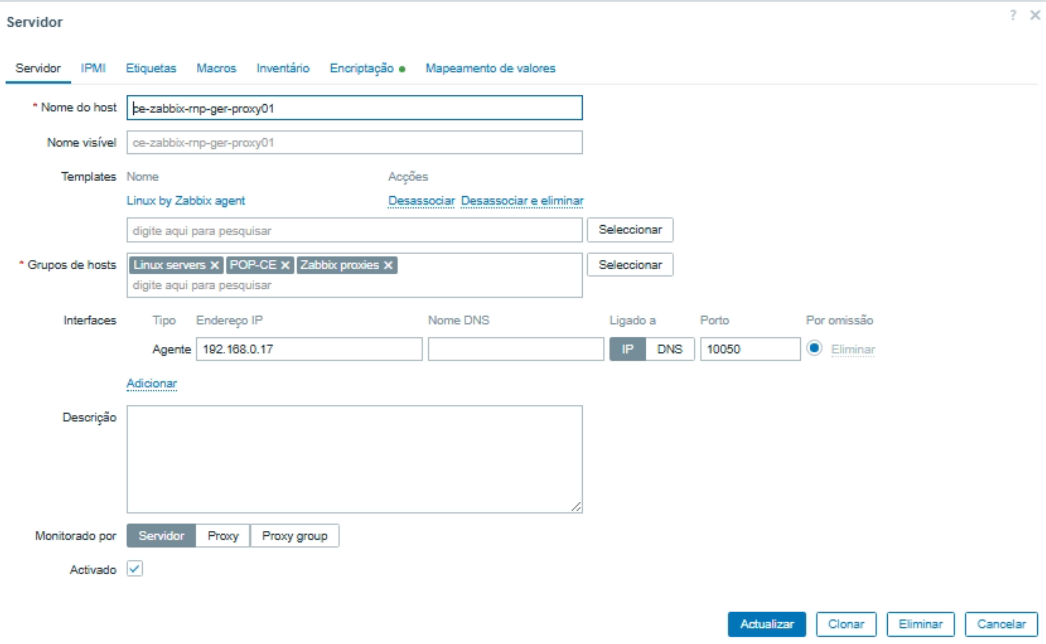 Servidor
? ×
Servidor IPMI Etiquetas Macros Inventário Encriptação Mapeamento de valores
* Nome do host ce-zabbix-rnp-ger-proxy01
Nome visível ce-zabbix-rnp-ger-proxy01
Templates Nome Acções
Linux by Zabbix agent Desassociar Desassociar e eliminar
digite aqui para pesquisar Seleccionar
* Grupos de hosts Linux servers × POP-CE × Zabbix proxies × Seleccionar
digite aqui para pesquisar
Interfaces Tipo Endereço IP Nome DNS Ligado a Porto Por omissão
Agente 192.168.0.17 IP DNS 10050 Eliminar
Adicionar
Descrição
Monitorado por Servidor Proxy Proxy group
Activado
Actualizar Clonar Eliminar Cancelar